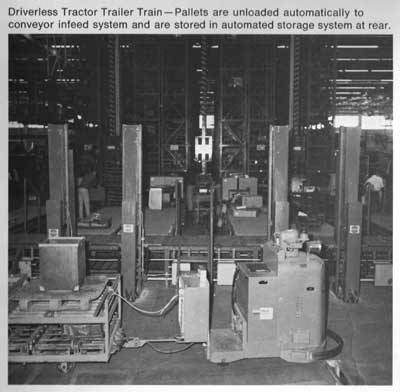 Driverless Tractor Trailer Train—Pallets are unloaded automatically to
conveyor infeed system and are stored in automated storage system at rear.